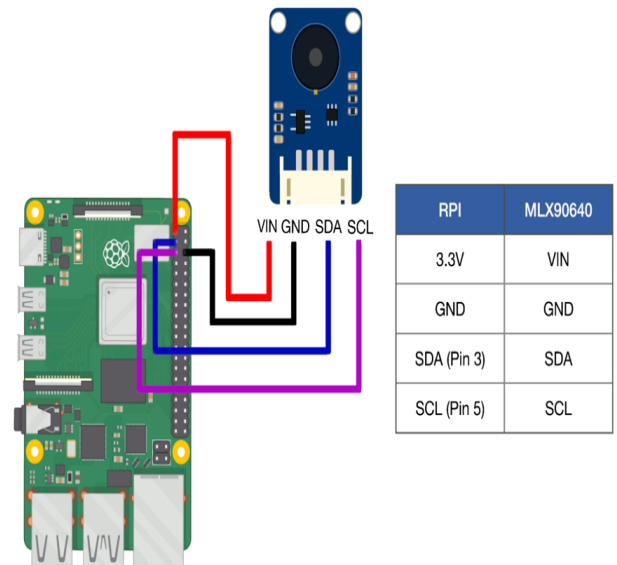 VIN GND SDA SCL
RPI MLX90640
3.3V VIN
GND GND
SDA (Pin 3) SDA
SCL (Pin 5) SCL